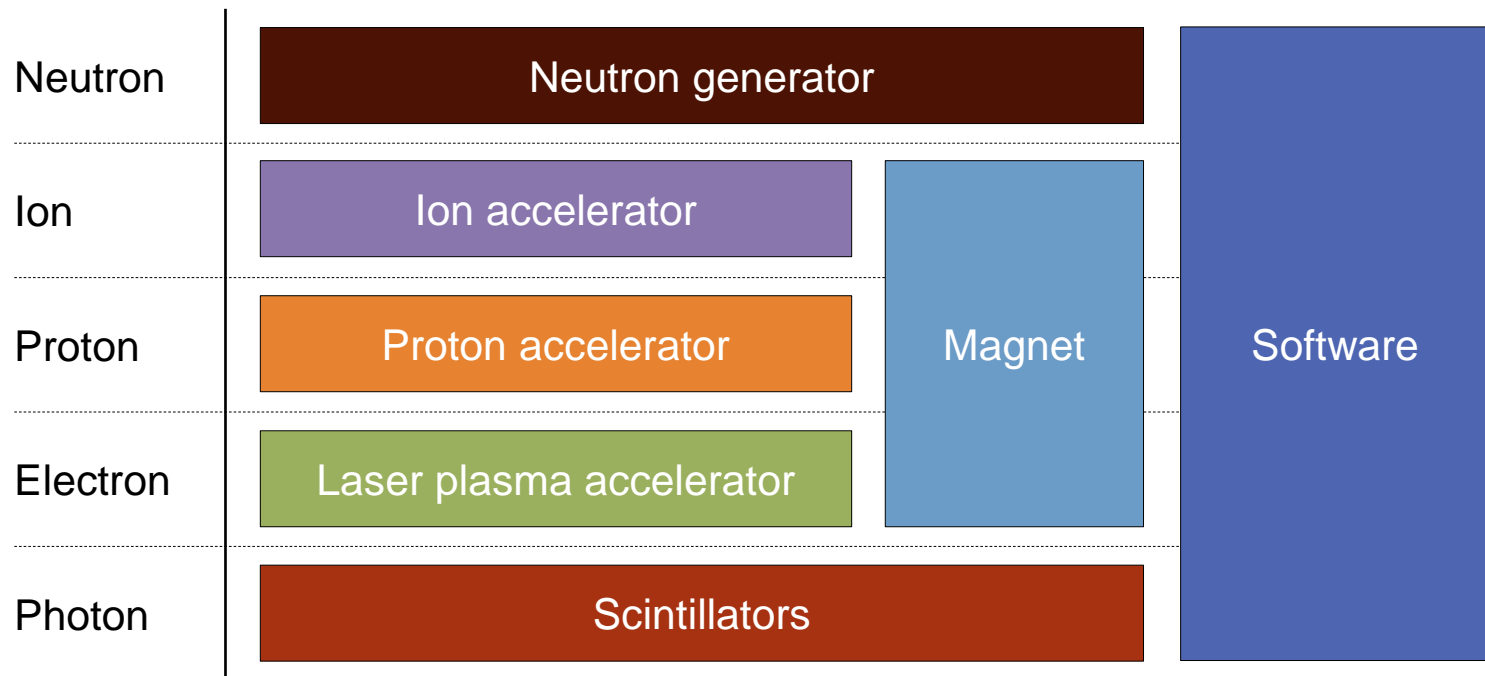 Neutron
Neutron generator
Ion
Ion accelerator
Proton
Proton accelerator
Magnet
Software
Electron
Laser plasma accelerator
Photon
Scintillators